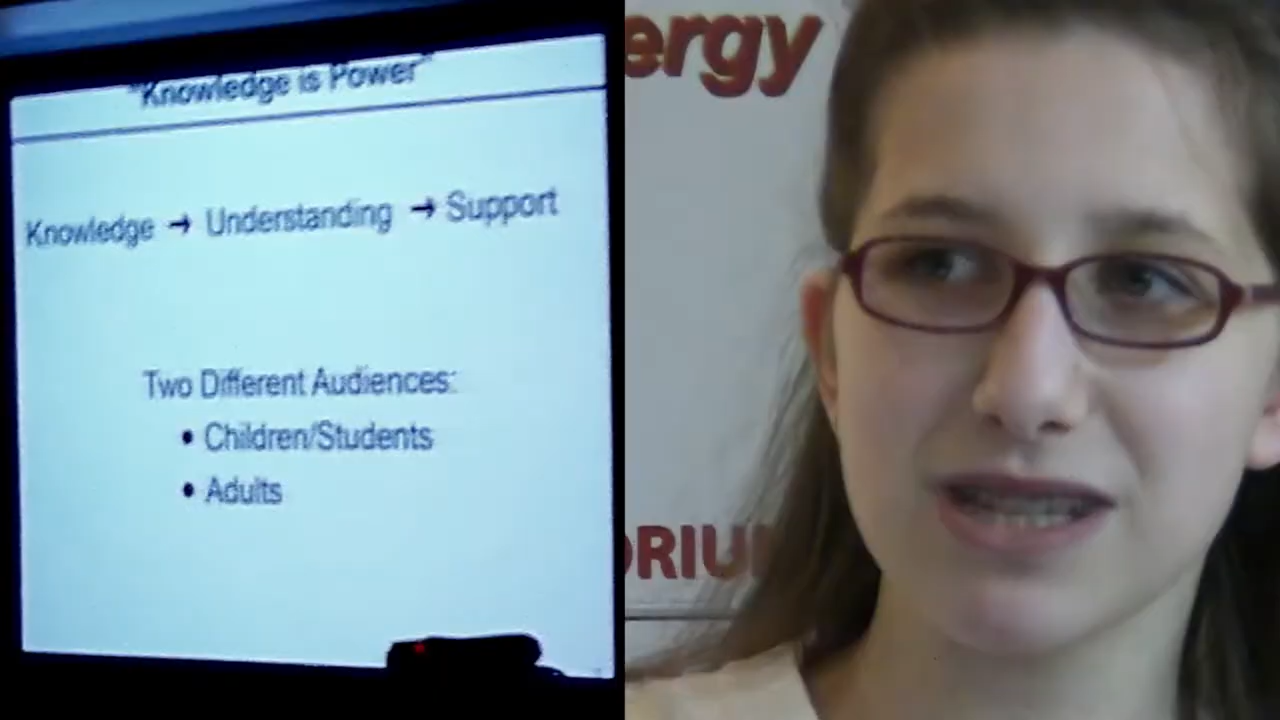 "Knowledge is Power"
Knowledge → Understanding → Support
Two Different Audiences:
• Children/Students
• Adults
ergy
ORIU